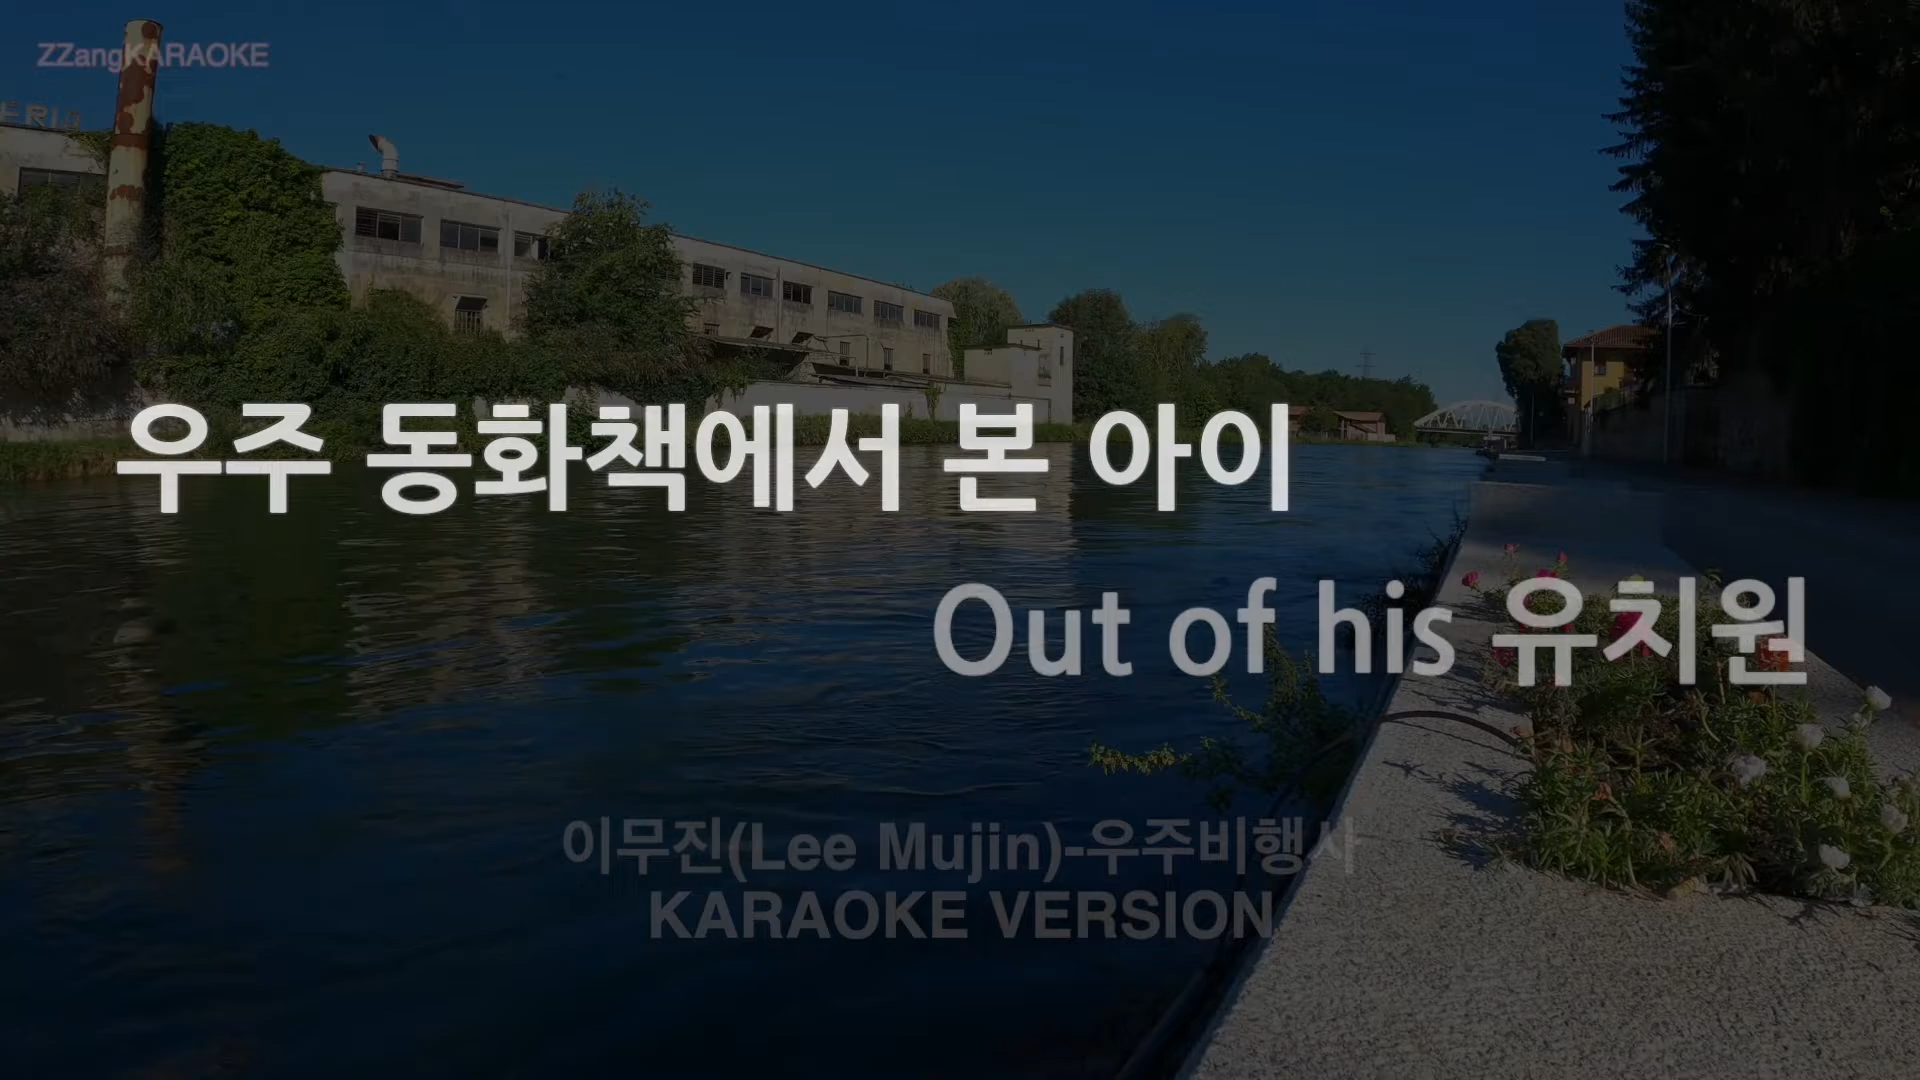 ZZangKARAOKE
우주 동화책에서 본 아이
Out of his 유치원
이무진(Lee Mujin)-우주비행사
KARAOKE VERSION